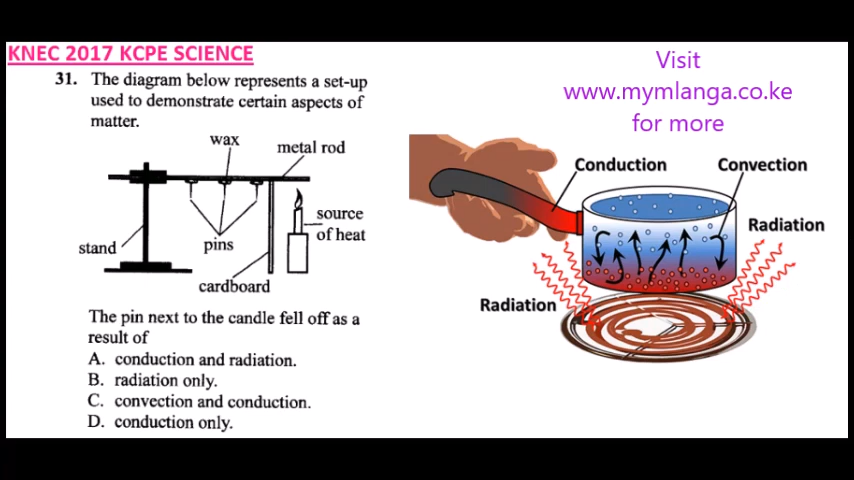 KNEC 2017 KCPE SCIENCE
31. The diagram below represents a set-up
used to demonstrate certain aspects of
matter.
wax
metal rod
stand
pins
source
of heat
cardboard
The pin next to the candle fell off as a
result of
A. conduction and radiation.
B. radiation only.
C. convection and conduction.
D. conduction only.
Visit
www.mymlanga.co.ke
for more
Conduction
Convection
Radiation
Radiation